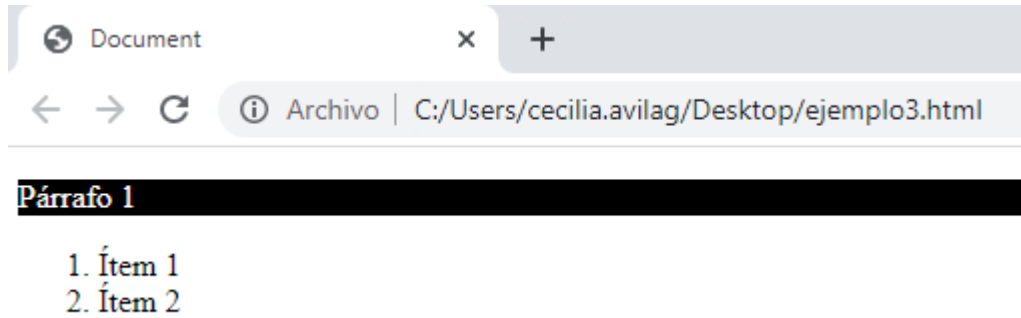 Document
Archivo | C:/Users/cecilia.avilag/Desktop/ejemplo3.html
Párrafo 1
1. Ítem 1
2. Ítem 2